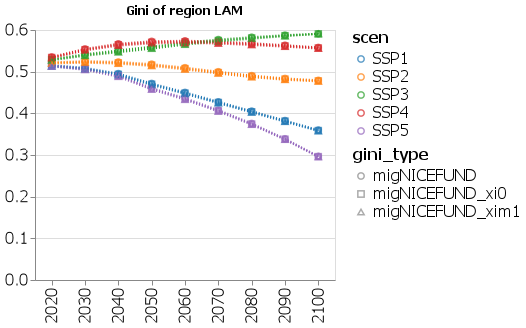 Gini of region LAM
0.6
0.5
0.4
0.3
0.2
0.1
0.0
2020
2030
2040
2050
2060
2070
2080
2090
2100
scen
SSP1
SSP2
SSP3
SSP4
SSP5
gini_type
migNICEFUND
migNICEFUND_xi0
migNICEFUND_xim1